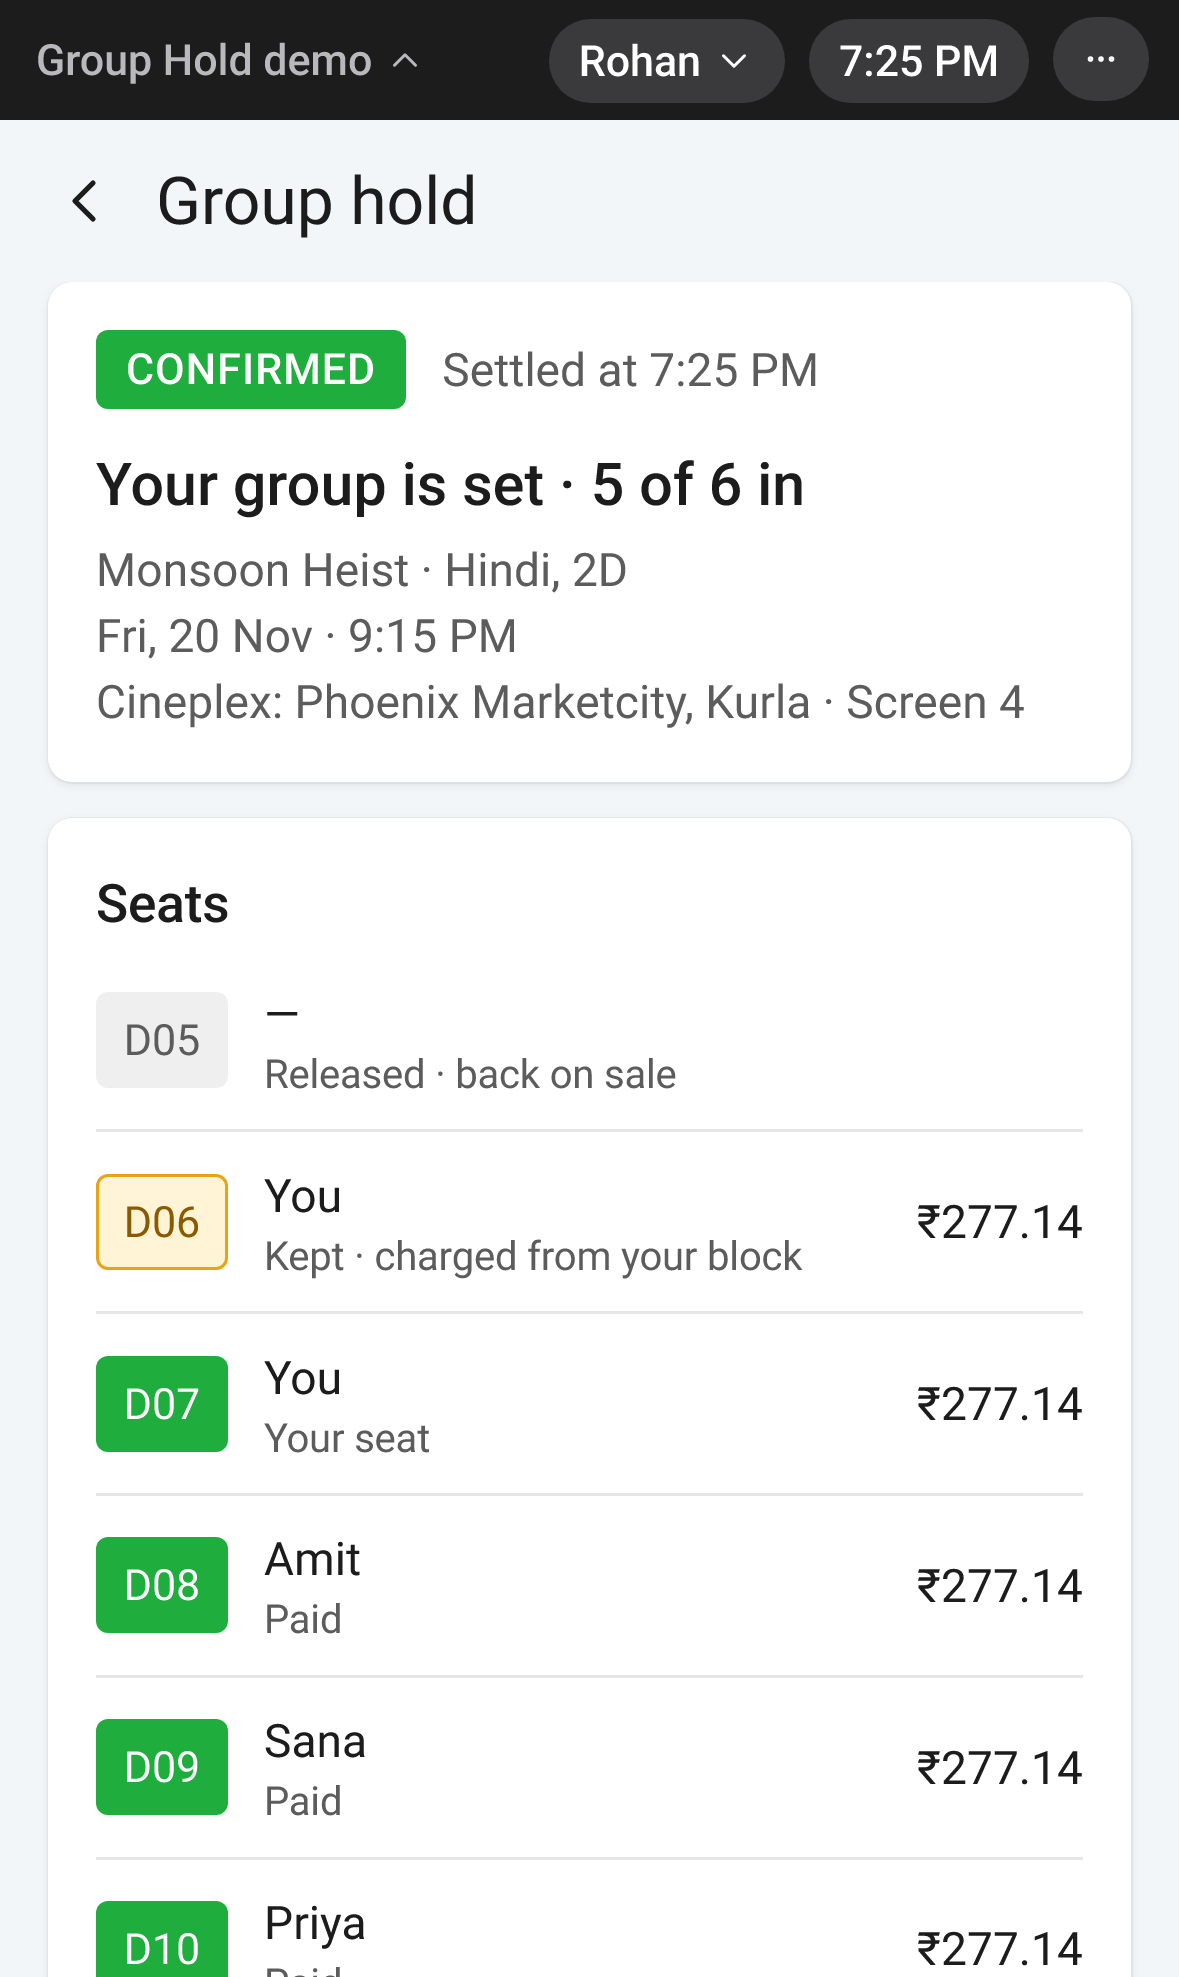 Group Hold demo
Rohan
7:25 PM
Group hold
CONFIRMED
Settled at 7:25 PM
Your group is set · 5 of 6 in
Monsoon Heist · Hindi, 2D
Fri, 20 Nov · 9:15 PM
Cineplex: Phoenix Marketcity, Kurla · Screen 4
Seats
D05
—
Released · back on sale
D06
You
Kept · charged from your block
₹277.14
D07
You
Your seat
₹277.14
D08
Amit
Paid
₹277.14
D09
Sana
Paid
₹277.14
D10
Priya
₹277.14